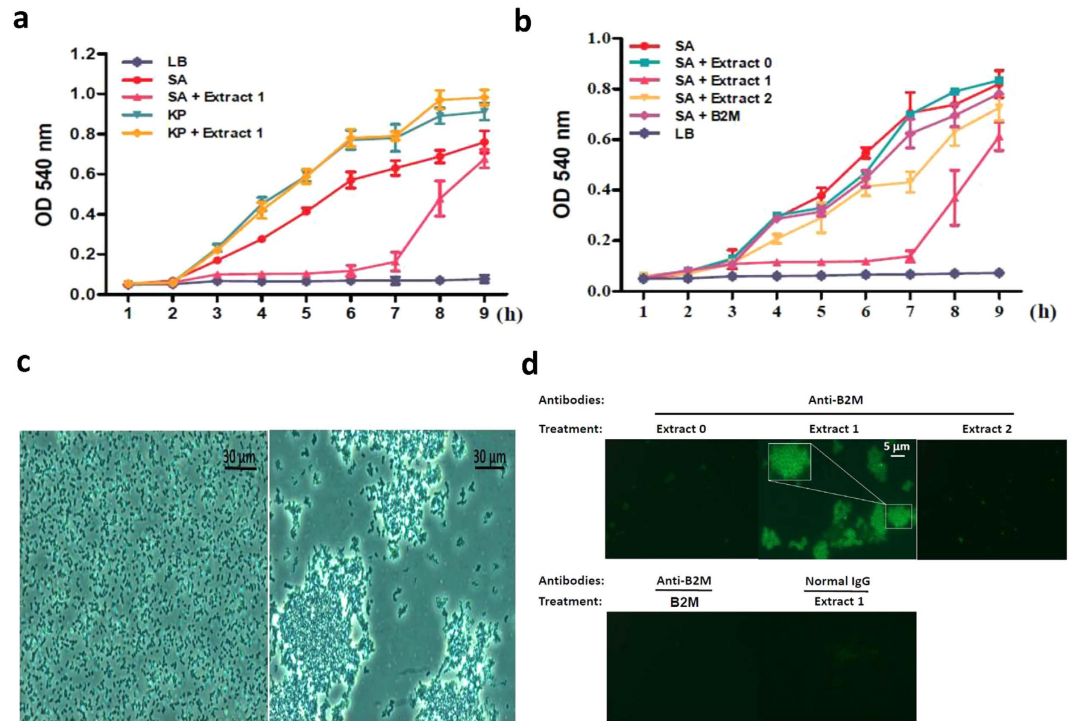 a
1.2
1.0
0.8
0.6
0.4
0.2
0.0
OD 540 nm
LB
SA
SA + Extract 1
KP
KP + Extract 1
1 2 3 4 5 6 7 8 9 (h)
b
1.0
0.8
0.6
0.4
0.2
0.0
OD 540 nm
SA
SA + Extract 0
SA + Extract 1
SA + Extract 2
SA + B2M
LB
1 2 3 4 5 6 7 8 9 (h)
c
30 μm
30 μm
d
Antibodies: Anti-B2M
Treatment: Extract 0 Extract 1 Extract 2
5 μm
Antibodies: Anti-B2M Normal IgG
Treatment: B2M Extract 1